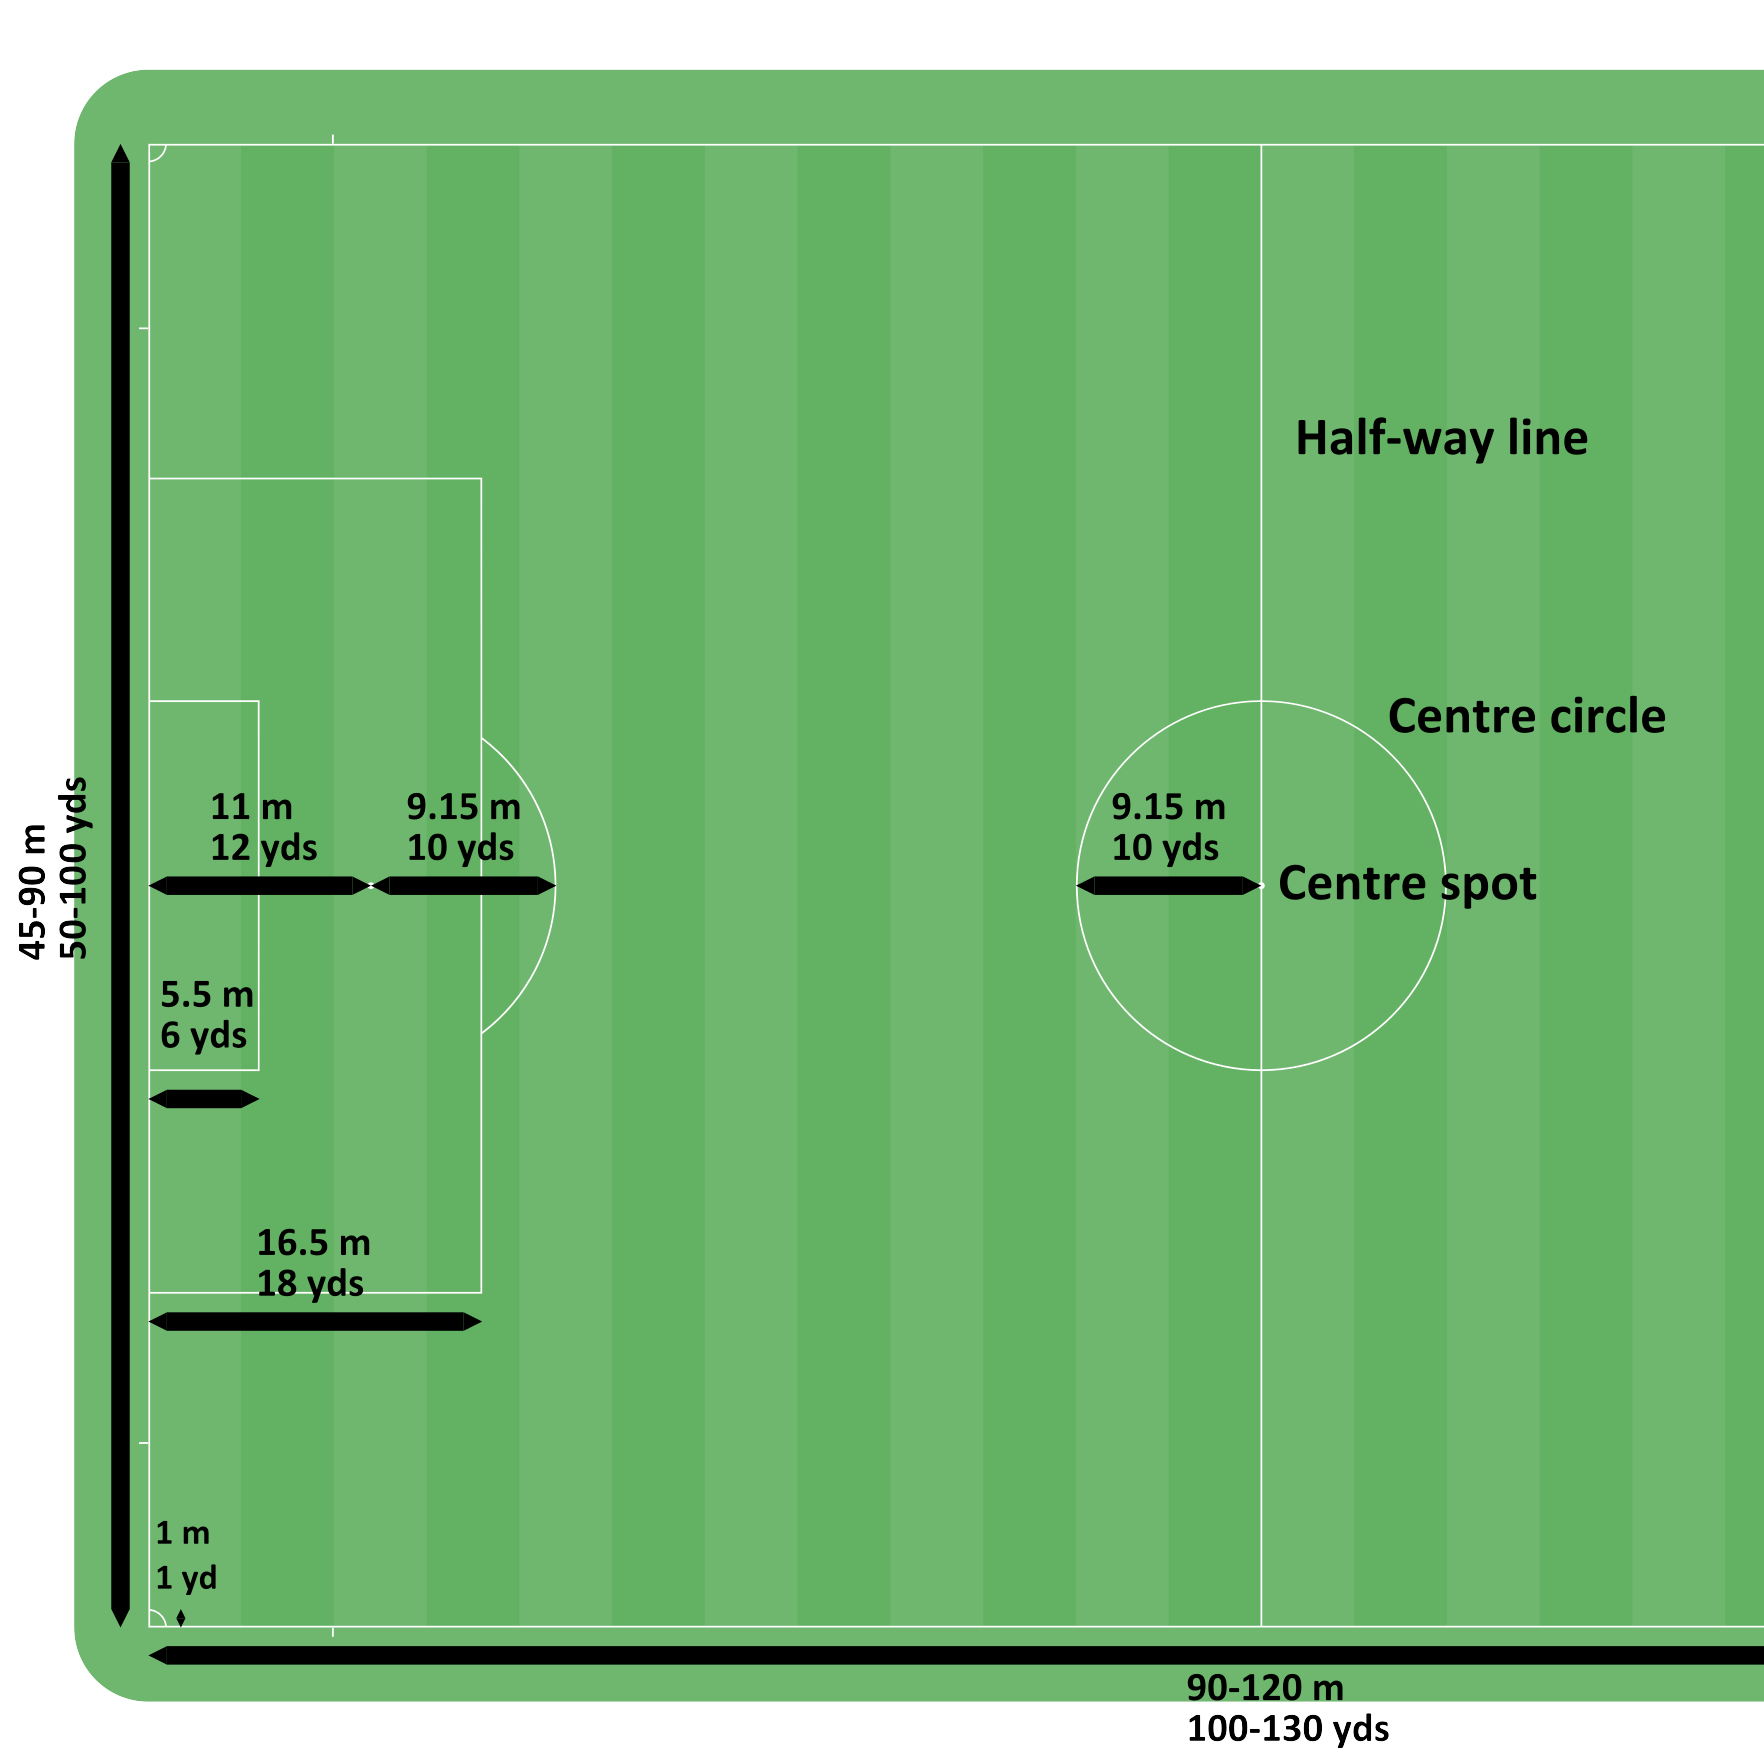 Half-way line
Centre circle
11 m
12 yds
9.15 m
10 yds
9.15 m
10 yds
Centre spot
45-90 m
50-100 yds
5.5 m
6 yds
16.5 m
18 yds
1 m
1 yd
90-120 m
100-130 yds